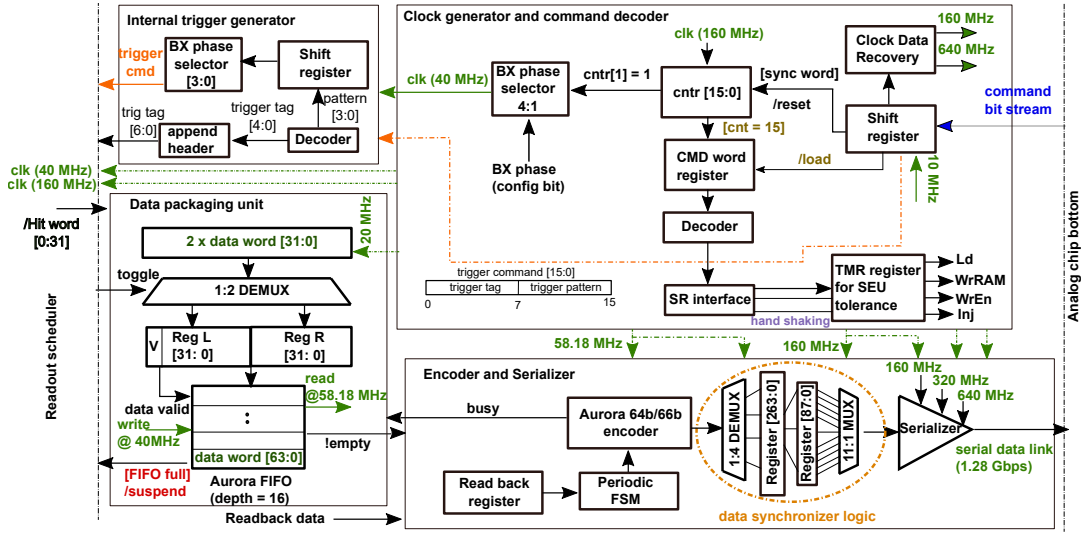 Internal trigger generator
trigger
cmd
BX phase
selector
[3:0]
Shift
register
pattern
[3:0]
trigger tag
[4:0]
trig tag
[6:0]
append
header
Decoder
clk (40 MHz)
clk (160 MHz)
Clock generator and command decoder
clk (160 MHz)
160 MHz
640 MHz
Clock Data
Recovery
clk (40 MHz)
BX phase
selector
4:1
cntr[1] = 1
cntr [15:0]
[sync word]
/reset
command
bit stream
Shift
register
[cnt = 15]
CMD word
register
/load
10 MHz
BX phase
(config bit)
Decoder
trigger command [15:0]
trigger tag
trigger pattern
0
7
15
SR interface
hand shaking
TMR register
for SEU
tolerance
Ld
WrRAM
WrEn
Inj
Analog chip bottom
/Hit word
[0:31]
Readout scheduler
Data packaging unit
2 x data word [31:0]
20 MHz
toggle
1:2 DEMUX
V
Reg L
[31: 0]
Reg R
[31: 0]
read
@58.18 MHz
data valid
write
@ 40MHz
!empty
data word [63:0]
[FIFO full]
/suspend
Aurora FIFO
(depth = 16)
Readback data
58.18 MHz
160 MHz
Encoder and Serializer
busy
Aurora 64b/66b
encoder
Read back
register
Periodic
FSM
1:4 DEMUX
Register [263:0]
Register [87:0]
11:1 MUX
data synchronizer logic
160 MHz
320 MHz
640 MHz
Serializer
serial data link
(1.28 Gbps)